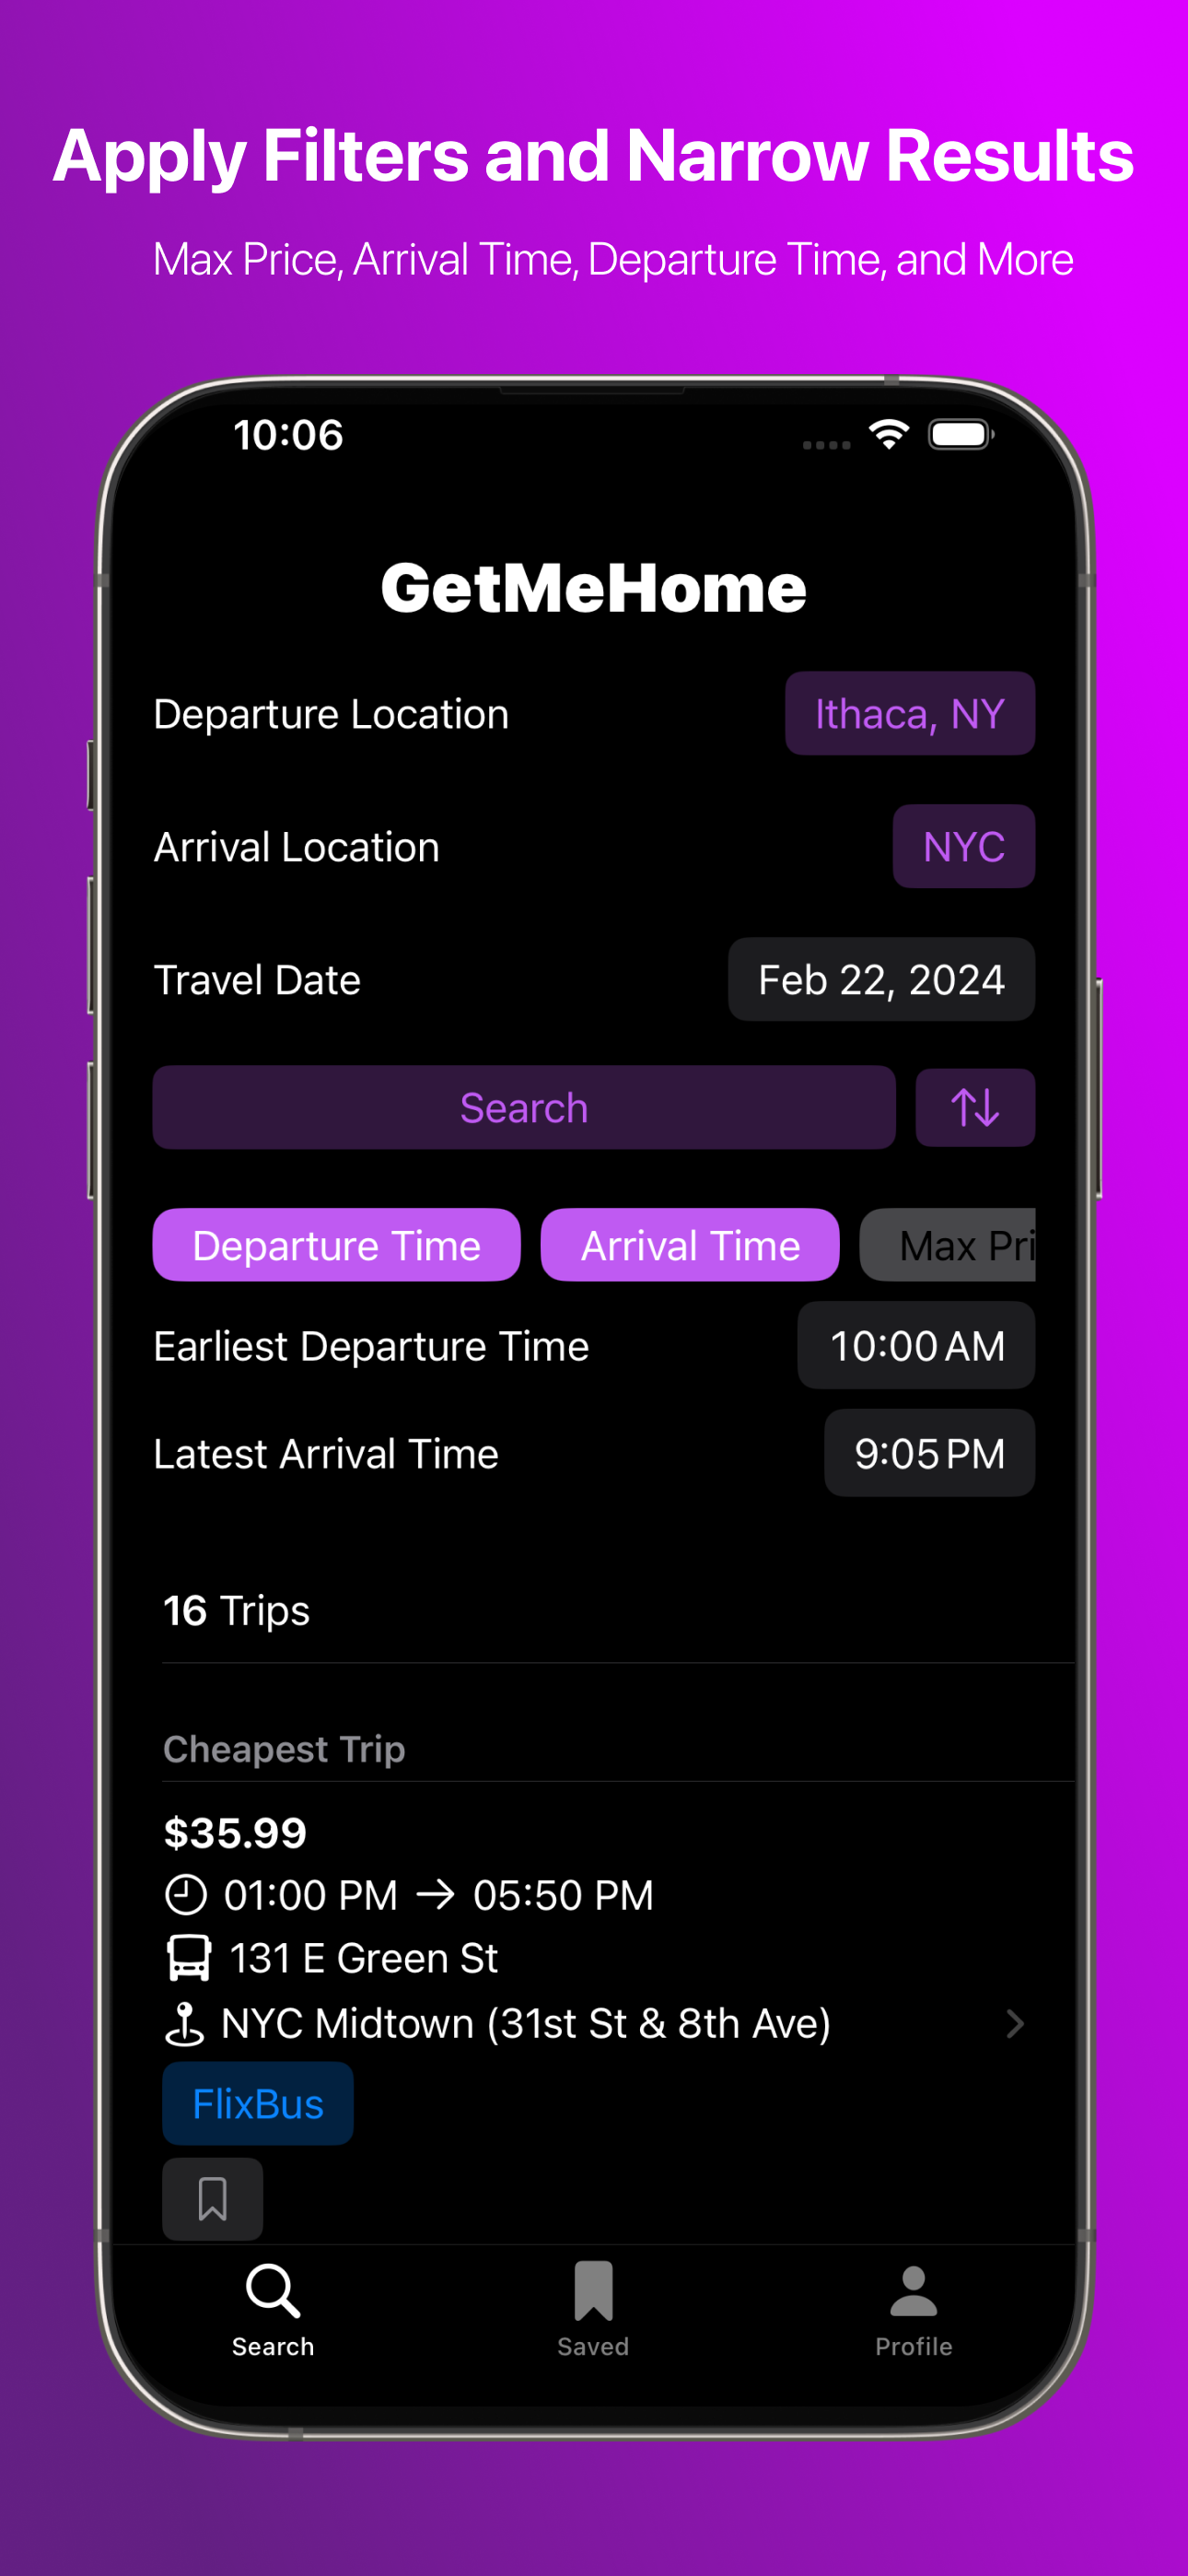 Apply Filters and Narrow Results
Max Price, Arrival Time, Departure Time, and More
10:06
GetMeHome
Departure Location Ithaca, NY
Arrival Location NYC
Travel Date Feb 22, 2024
Search
Departure Time Arrival Time Max Pri
Earliest Departure Time 10:00 AM
Latest Arrival Time 9:05 PM
16 Trips
Cheapest Trip
$35.99
01:00 PM → 05:50 PM
131 E Green St
NYC Midtown (31st St & 8th Ave)
FlixBus
Search Saved Profile